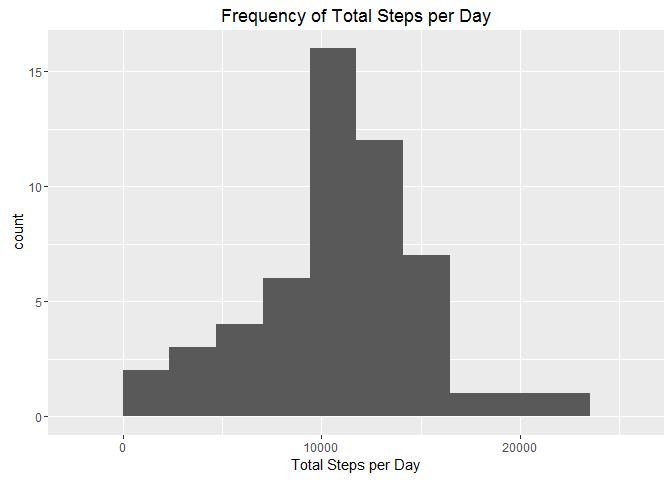 Frequency of Total Steps per Day
15
10
5
0
count
0 10000 20000
Total Steps per Day